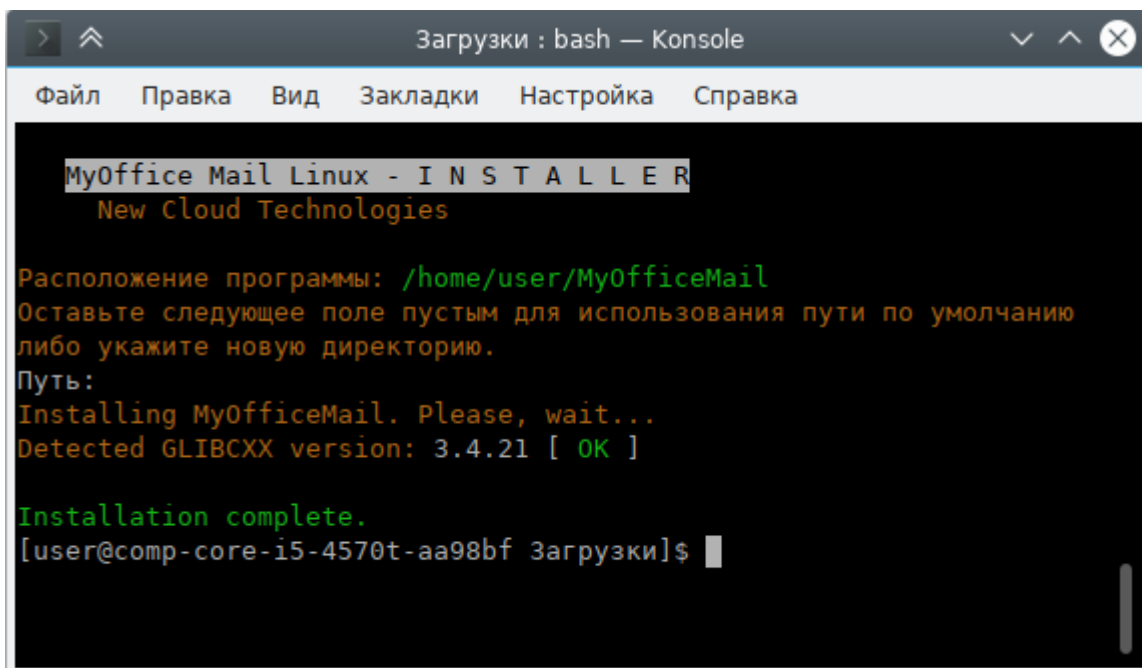 Загрузки : bash — Konsole
Файл Правка Вид Закладки Настройка Справка
MyOffice Mail Linux - I N S T A L L E R
New Cloud Technologies
Расположение программы: /home/user/MyOfficeMail
Оставьте следующее поле пустым для использования пути по умолчанию
либо укажите новую директорию.
Путь:
Installing MyOfficeMail. Please, wait...
Detected GLIBCXX version: 3.4.21 [ OK ]
Installation complete.
[user@comp-core-i5-4570t-aa98bf Загрузки]$